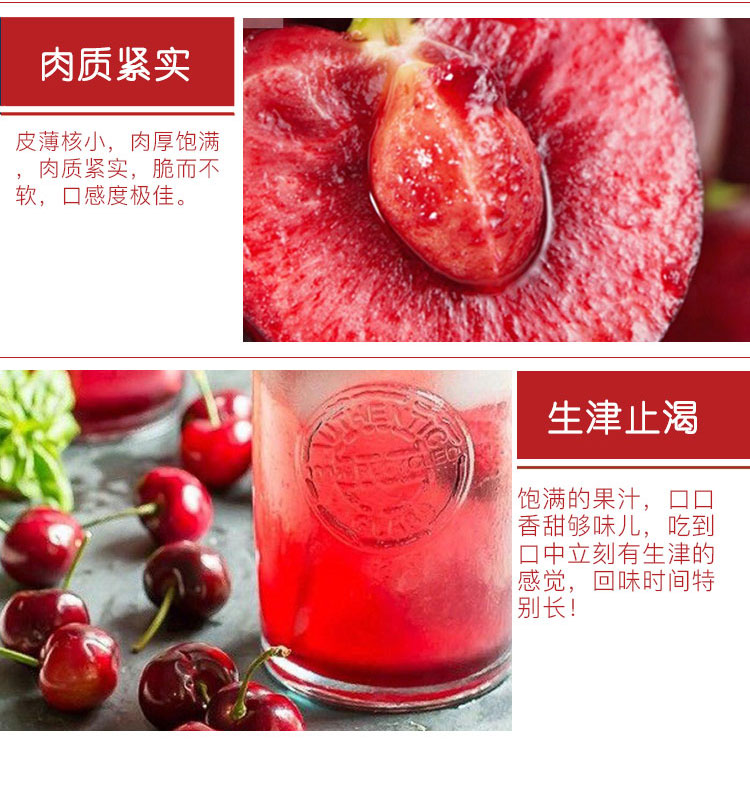 肉质紧实
皮薄核小，肉厚饱满
，肉质紧实，脆而不
软，口感度极佳。
生津止渴
饱满的果汁，口口
香甜够味儿，吃到
口中立刻有生津的
感觉，回味时间特
别长！